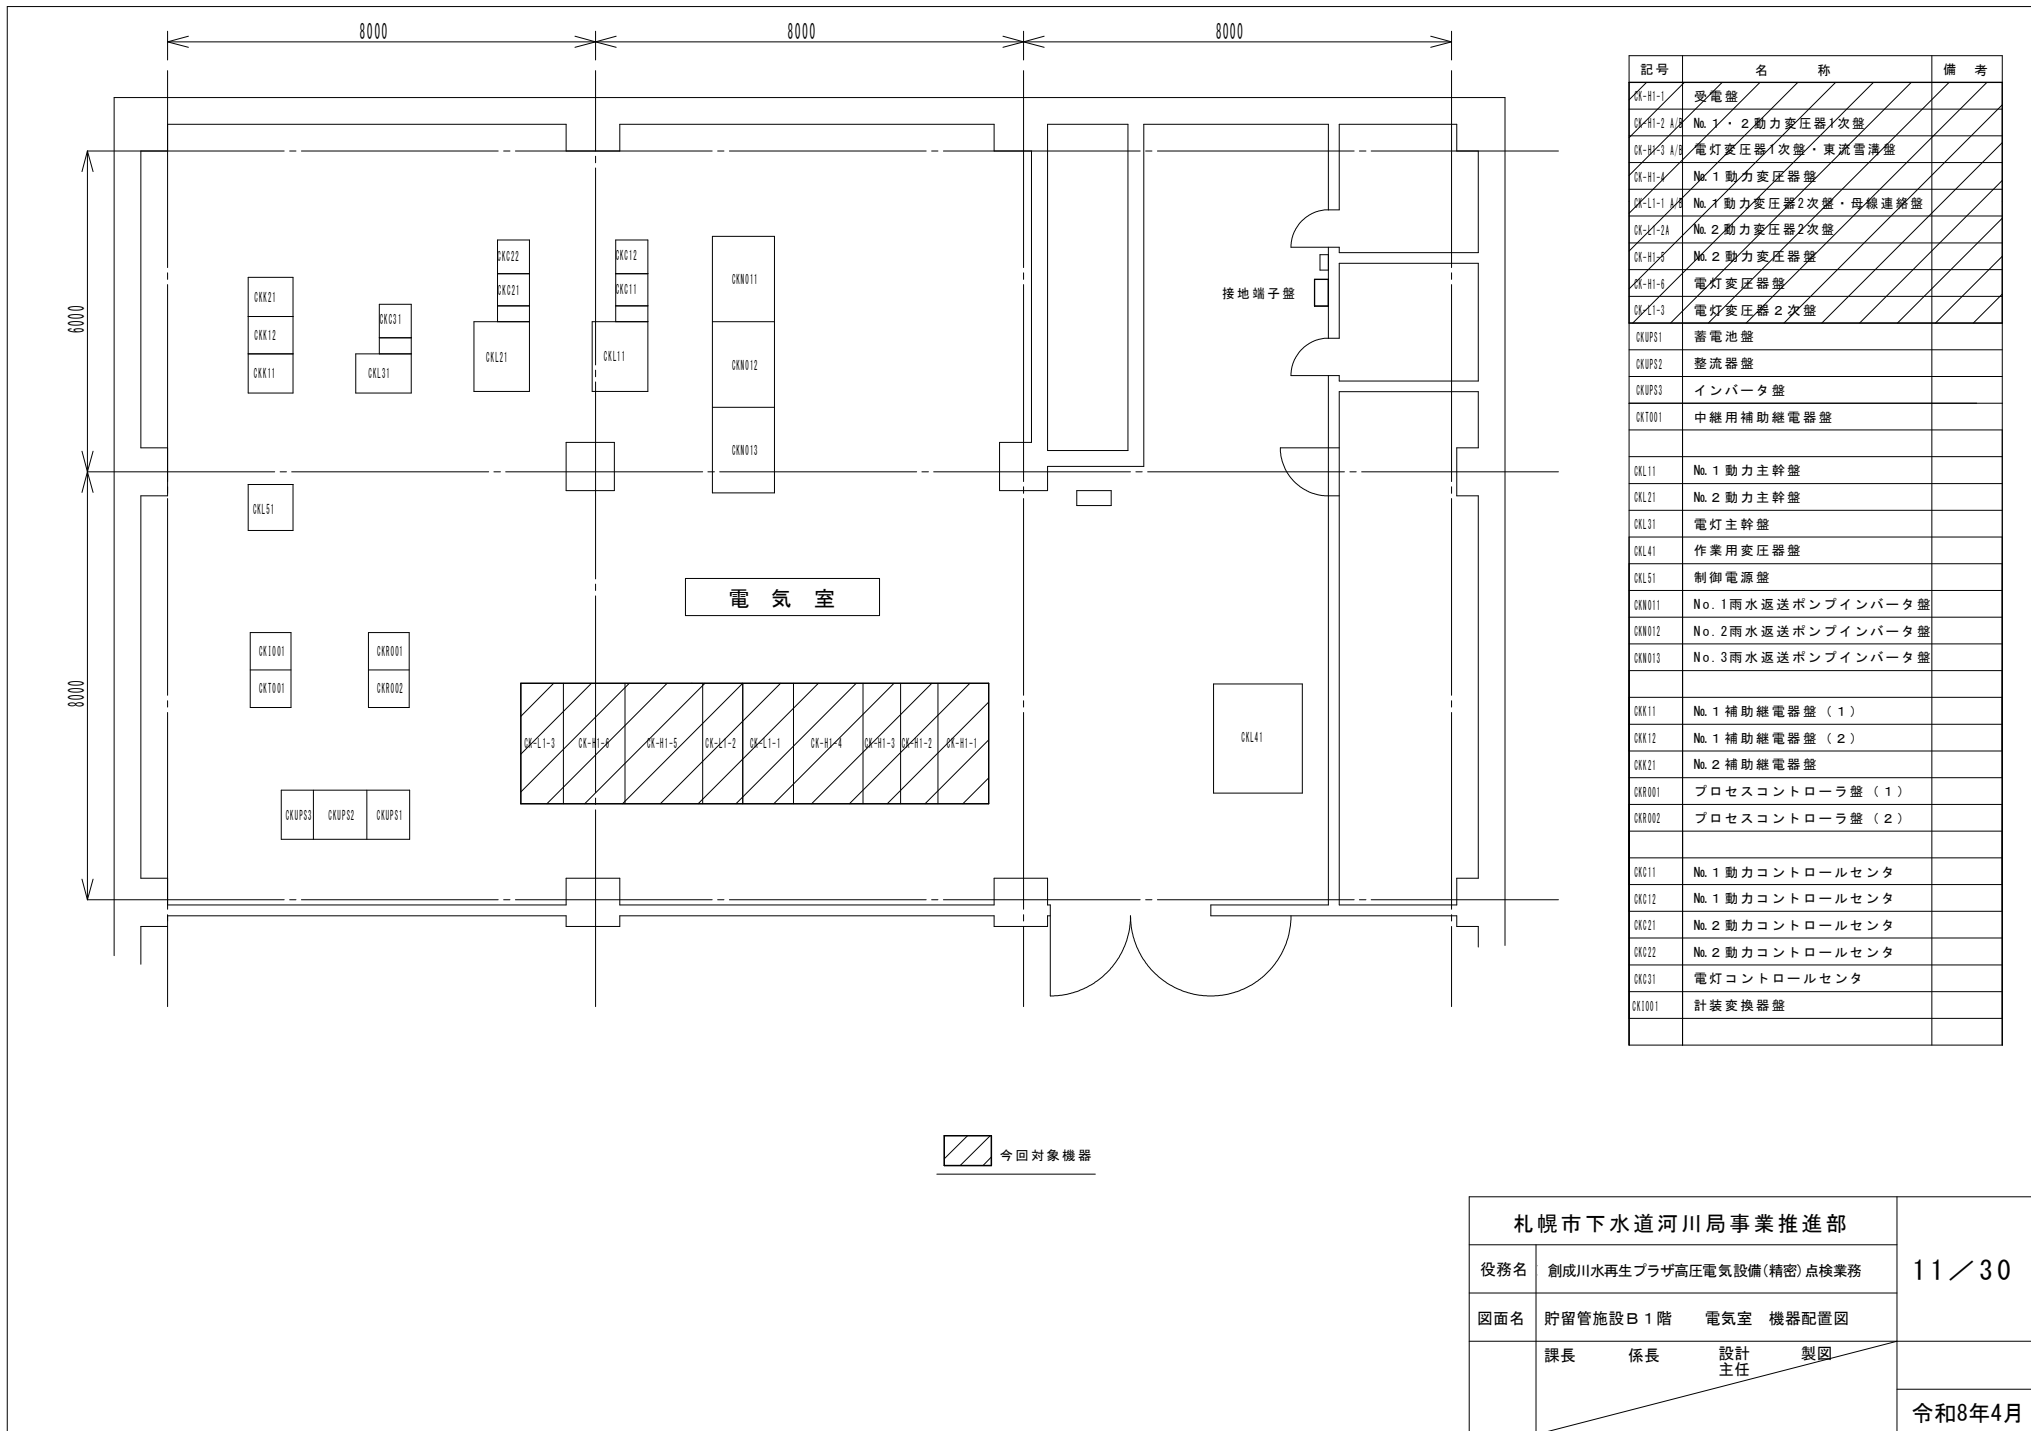 8000
8000
8000
6000
8000
CKK21
CKK12
CKK11
CKC31
CKL31
CKC22
CKC21
CKL21
CKC12
CKC11
CKL11
CKN011
CKN012
CKN013
接地端子盤
CKL51
電気室
CKI001
CKT001
CKR001
CKR002
CK-L1-3
CK-H1-6
CK-H1-5
CK-L1-2
CK-L1-1
CK-H1-4
CK-H1-3
CK-H1-2
CK-H1-1
CKL41
CKUPS3
CKUPS2
CKUPS1
記号 名 称 備 考
CK-H1-1 受電盤
CK-H1-2 A/B No.1・2動力変圧器1次盤
CK-H1-3 A/B 電灯変圧器1次盤・東流雪溝盤
CK-H1-4 No.1動力変圧器盤
CK-L1-1 A/B No.1動力変圧器2次盤・母線連絡盤
CK-L1-2A No.2動力変圧器2次盤
CK-H1-5 No.2動力変圧器盤
CK-H1-6 電灯変圧器盤
CK-L1-3 電灯変圧器2次盤
CKUPS1 蓄電池盤
CKUPS2 整流器盤
CKUPS3 インバータ盤
CKT001 中継用補助継電器盤
CKL11 No.1動力主幹盤
CKL21 No.2動力主幹盤
CKL31 電灯主幹盤
CKL41 作業用変圧器盤
CKL51 制御電源盤
CKN011 No.1雨水返送ポンプインバータ盤
CKN012 No.2雨水返送ポンプインバータ盤
CKN013 No.3雨水返送ポンプインバータ盤
CKK11 No.1補助継電器盤(1)
CKK12 No.1補助継電器盤(2)
CKK21 No.2補助継電器盤
CKR001 プロセスコントローラ盤(1)
CKR002 プロセスコントローラ盤(2)
CKC11 No.1動力コントロールセンタ
CKC12 No.1動力コントロールセンタ
CKC21 No.2動力コントロールセンタ
CKC22 No.2動力コントロールセンタ
CKC31 電灯コントロールセンタ
CKI001 計装変換器盤
今回対象機器
札幌市下水道河川局事業推進部
役務名 創成川水再生プラザ高圧電気設備(精密)点検業務
11/30
図面名 貯留管施設B1階 電気室 機器配置図
課長 係長 設計主任 製図
令和8年4月